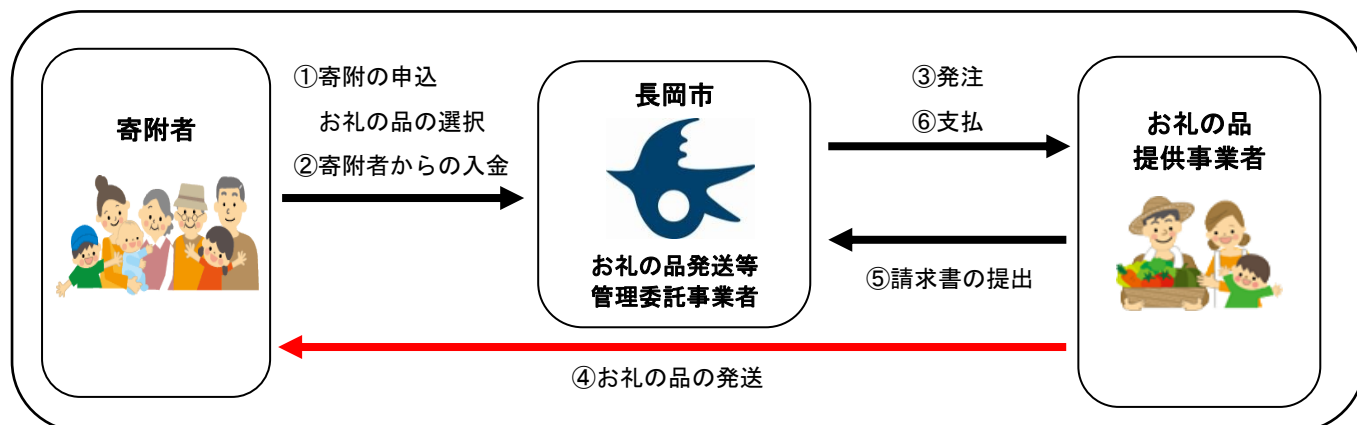 寄附者
①寄附の申込
お礼の品の選択
②寄附者からの入金
長岡市
お礼の品発送等
管理委託事業者
③発注
⑥支払
⑤請求書の提出
お礼の品
提供事業者
④お礼の品の発送